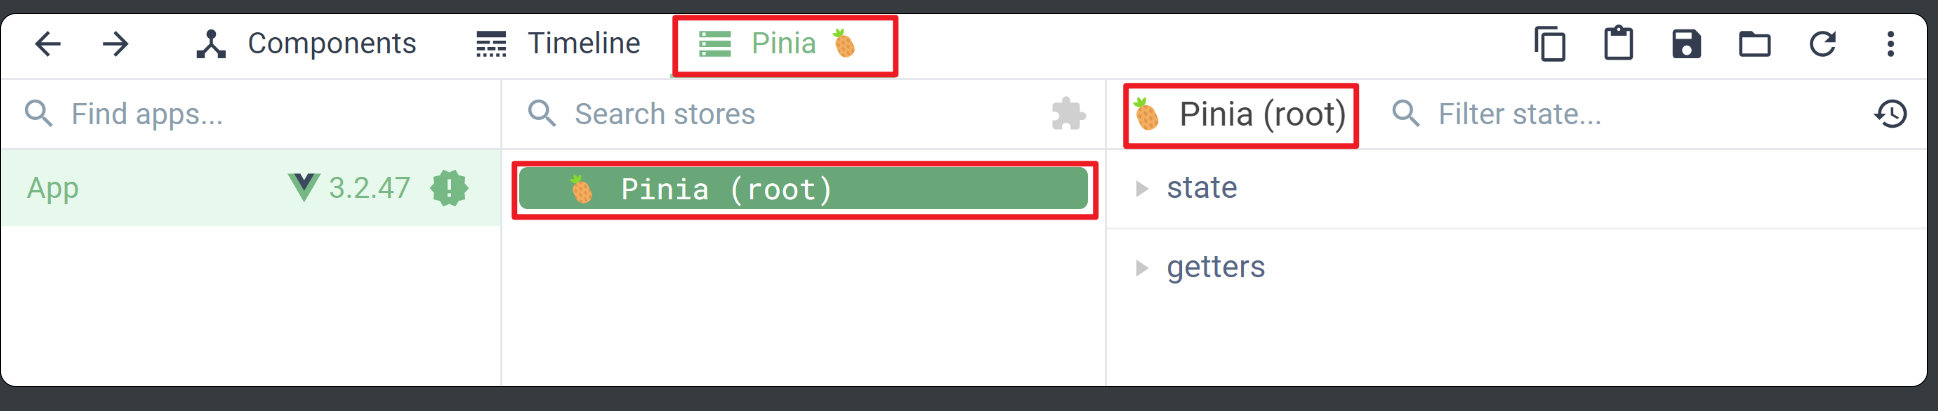 Components Timeline Pinia 🍍
Find apps... Search stores 🍍 Pinia (root) Filter state...
App 3.2.47 🍍 Pinia (root) state
getters